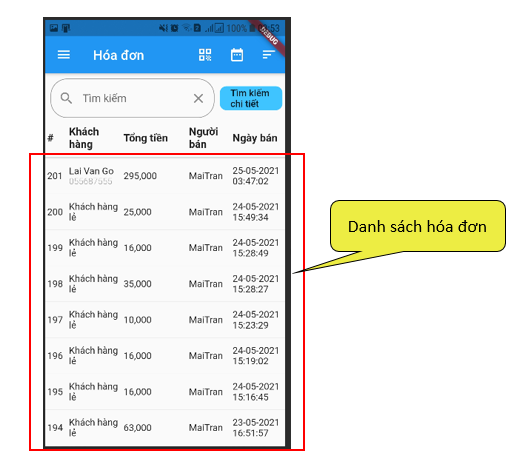 100% 53
DEBUG
Hóa đơn
Tìm kiếm
Tìm kiếm
chi tiết
# Khách hàng Tổng tiền Người bán Ngày bán
201 Lai Van Go 295,000 MaiTran 25-05-2021
03:47:02
200 Khách hàng lẻ 25,000 MaiTran 24-05-2021
15:49:34
199 Khách hàng lẻ 16,000 MaiTran 24-05-2021
15:28:49
198 Khách hàng lẻ 35,000 MaiTran 24-05-2021
15:28:27
197 Khách hàng lẻ 10,000 MaiTran 24-05-2021
15:23:29
196 Khách hàng lẻ 16,000 MaiTran 24-05-2021
15:19:02
195 Khách hàng lẻ 16,000 MaiTran 24-05-2021
15:16:45
194 Khách hàng lẻ 63,000 MaiTran 23-05-2021
16:51:57
Danh sách hóa đơn